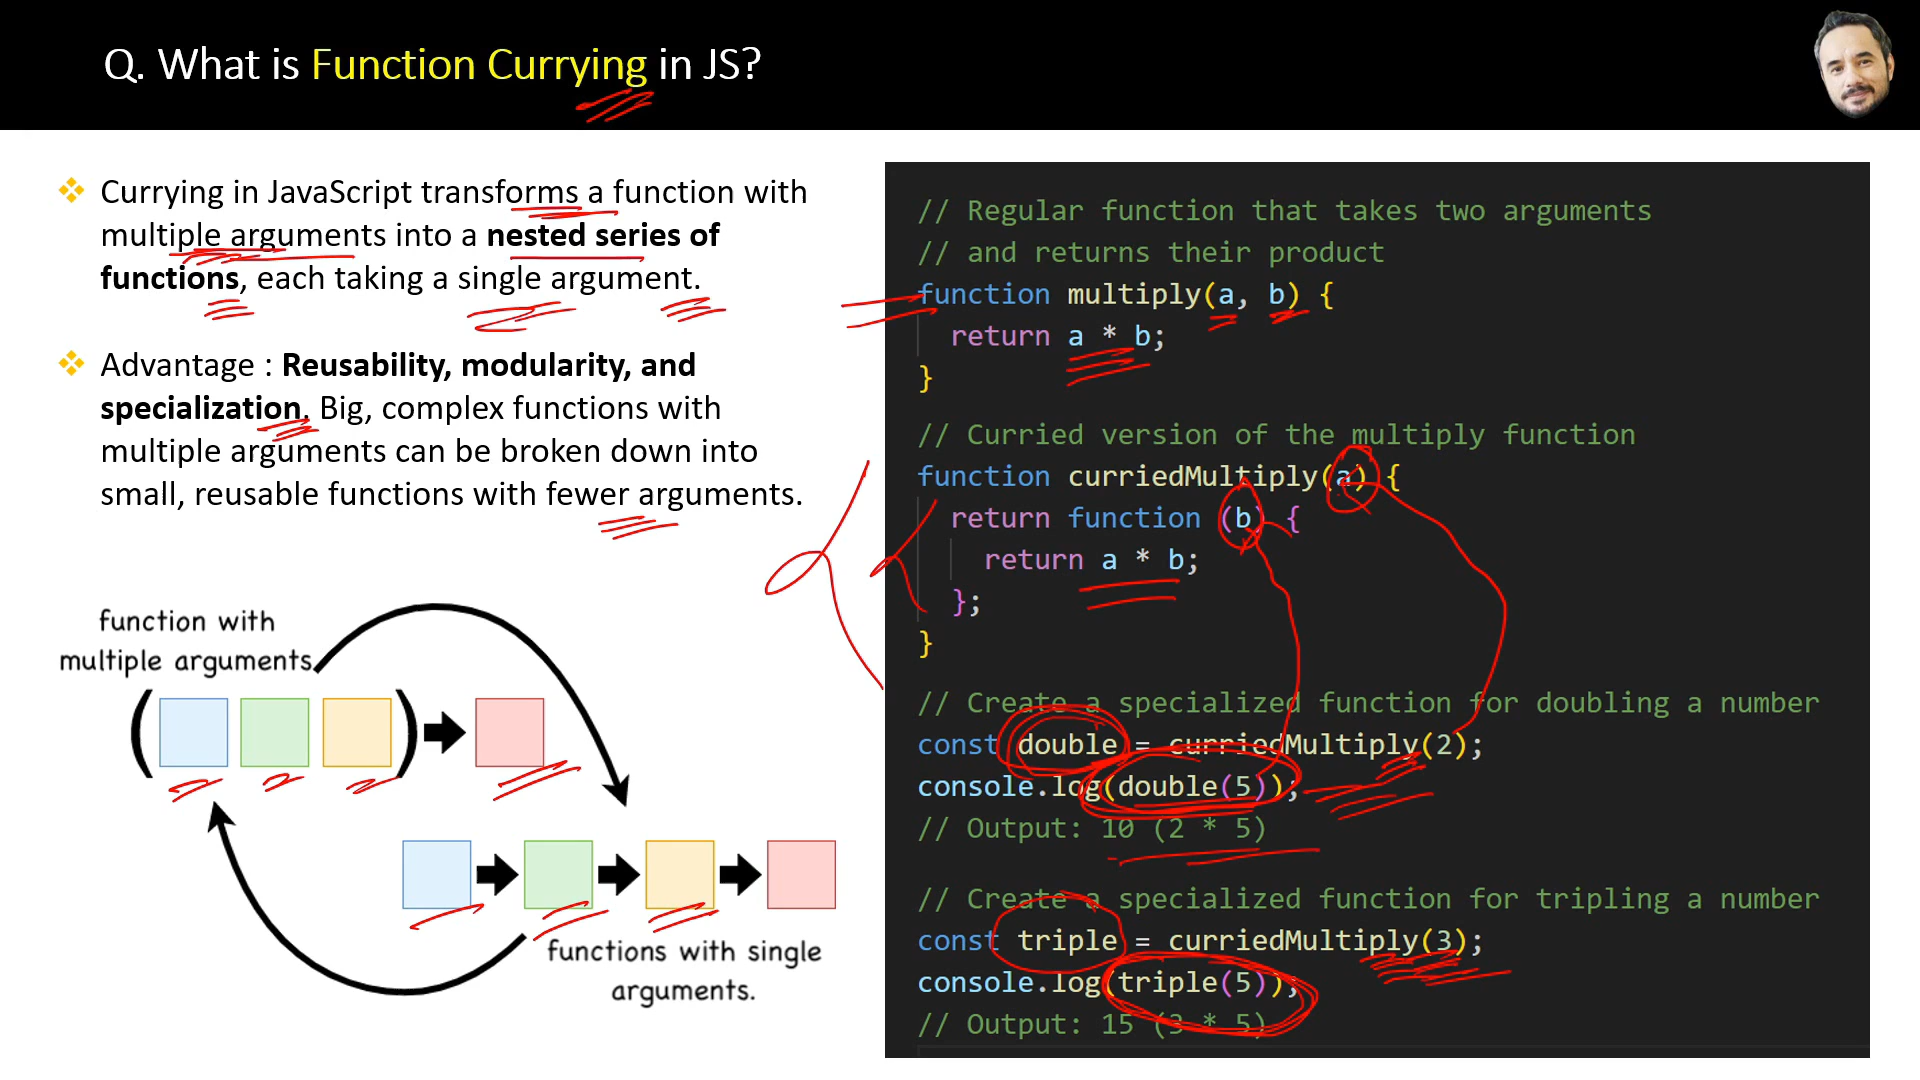 Q. What is Function Currying in JS?
Currying in JavaScript transforms a function with
multiple arguments into a nested series of
functions, each taking a single argument.
Advantage : Reusability, modularity, and
specialization. Big, complex functions with
multiple arguments can be broken down into
small, reusable functions with fewer arguments.
function with
multiple arguments
functions with single
arguments.
// Regular function that takes two arguments
// and returns their product
function multiply(a, b) {
  return a * b;
}
// Curried version of the multiply function
function curriedMultiply(a) {
  return function (b) {
    return a * b;
  };
}
// Create a specialized function for doubling a number
const double = curriedMultiply(2);
console.log(double(5));
// Output: 10 (2 * 5)
// Create a specialized function for tripling a number
const triple = curriedMultiply(3);
console.log(triple(5));
// Output: 15 (3 * 5)